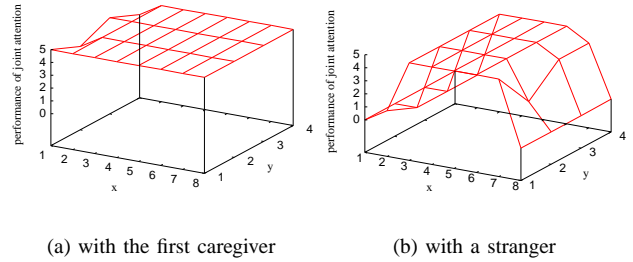 performance of joint attention
5
4
3
2
1
0
1 2 3 4 5 6 7 8
x
1 2 3 4
y
performance of joint attention
5
4
3
2
1
0
1 2 3 4 5 6 7 8
x
1 2 3 4
y
(a) with the first caregiver
(b) with a stranger